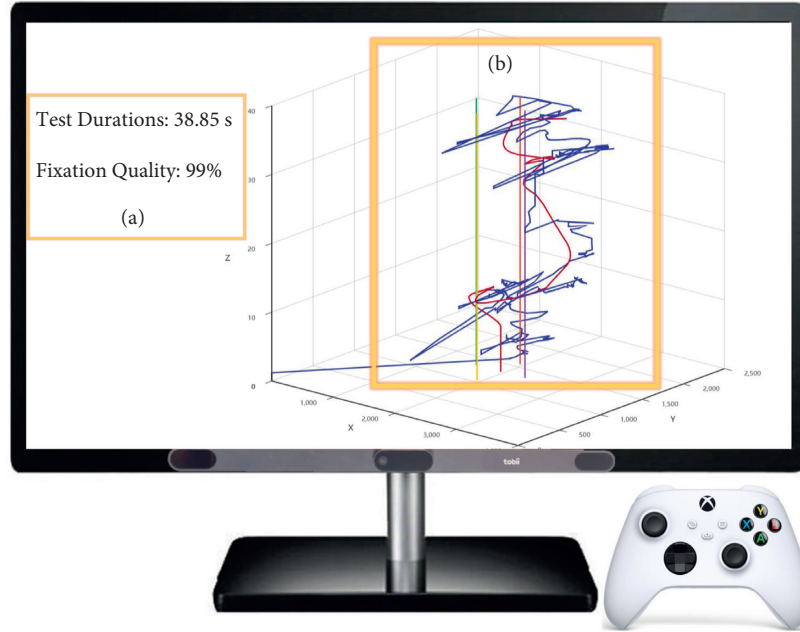 (b)
Test Durations: 38.85 s
Fixation Quality: 99%
(a)
40
30
20
10
0
Z
1,000
2,000
3,000
X
500
1,000
1,500
2,000
2,500
Y
tobii
Y
X
A